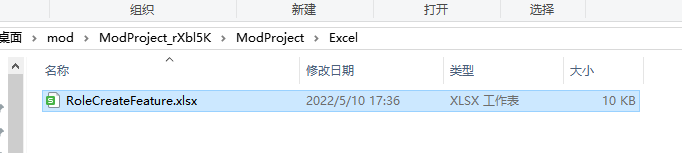 组织 新建 打开 选择
桌面 > mod > ModProject_rXbl5K > ModProject > Excel
名称 修改日期 类型 大小
RoleCreateFeature.xlsx 2022/5/10 17:36 XLSX 工作表 10 KB